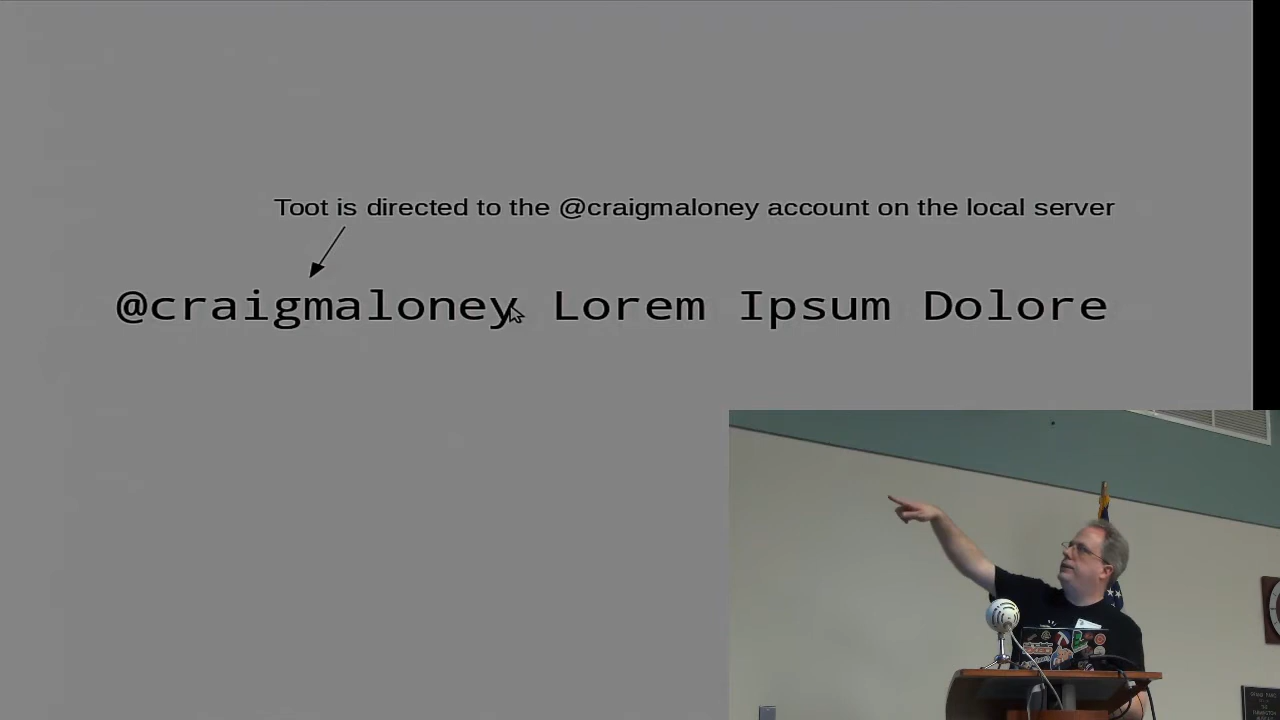 Toot is directed to the @craigmaloney account on the local server
@craigmaloney Lorem Ipsum Dolore